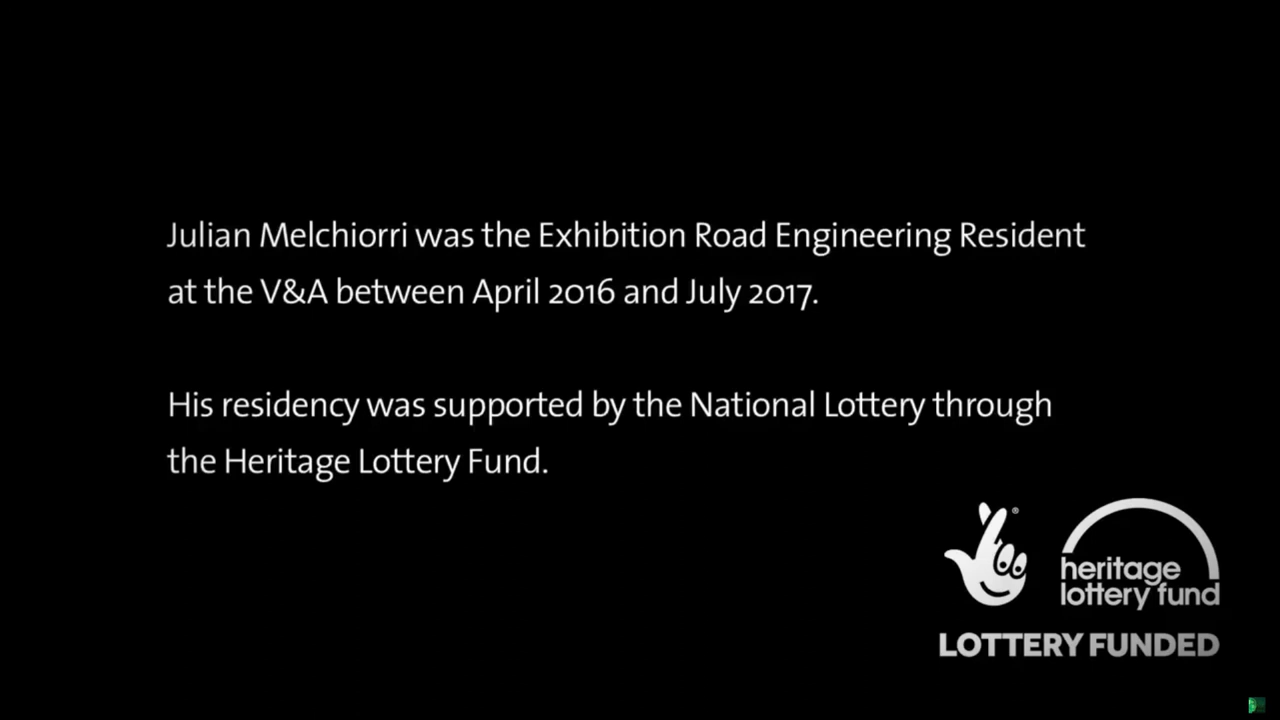 Julian Melchiorri was the Exhibition Road Engineering Resident
at the V&A between April 2016 and July 2017.
His residency was supported by the National Lottery through
the Heritage Lottery Fund.
®
heritage
lottery fund
LOTTERY FUNDED